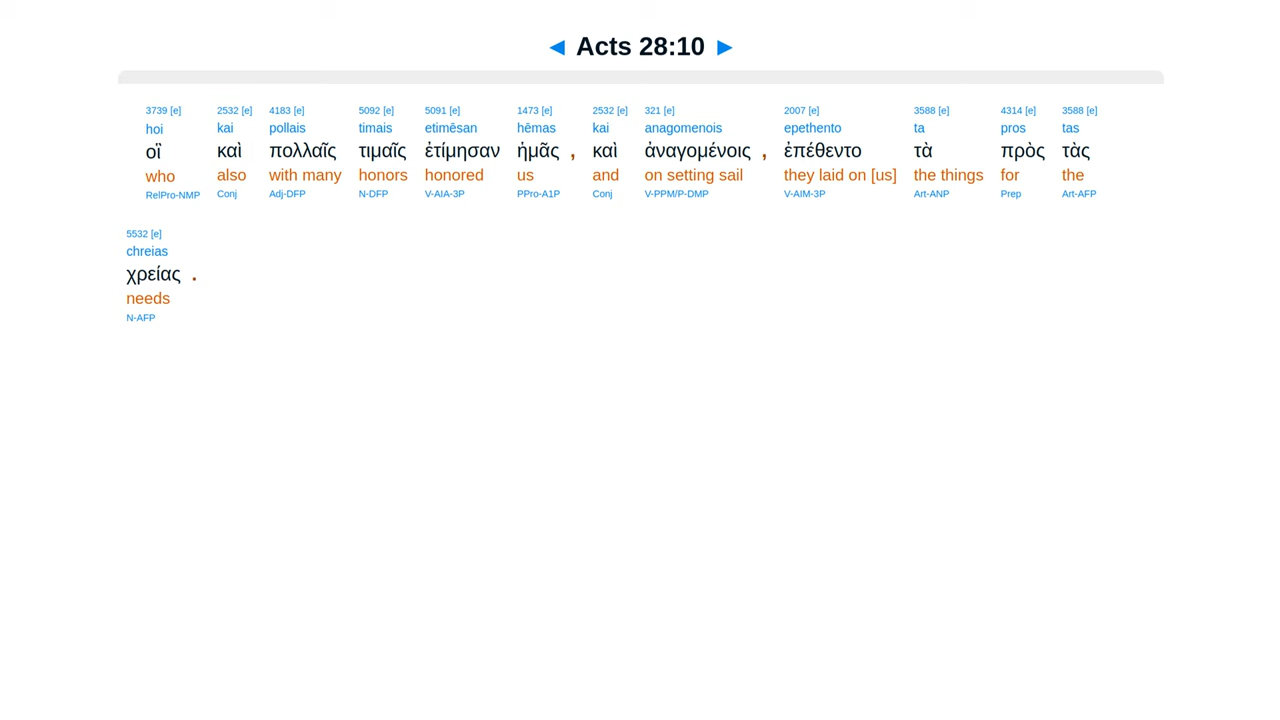 ◄ Acts 28:10 ►
3739 [e] 2532 [e] 4183 [e] 5092 [e] 5091 [e] 1473 [e] 2532 [e] 321 [e] 2007 [e] 3588 [e] 4314 [e] 3588 [e]
hoi kai pollais timais etimēsan hēmas kai anagomenois epethento ta pros tas
οἳ καὶ πολλαῖς τιμαῖς ἐτίμησαν ἡμᾶς , καὶ ἀναγομένοις , ἐπέθεντο τὰ πρὸς τὰς
who also with many honors honored us and on setting sail they laid on [us] the things for the
RelPro-NMP Conj Adj-DFP N-DFP V-AIA-3P PPro-A1P Conj V-PPM/P-DMP V-AIM-3P Art-ANP Prep Art-AFP
5532 [e]
chreias
χρείας .
needs
N-AFP